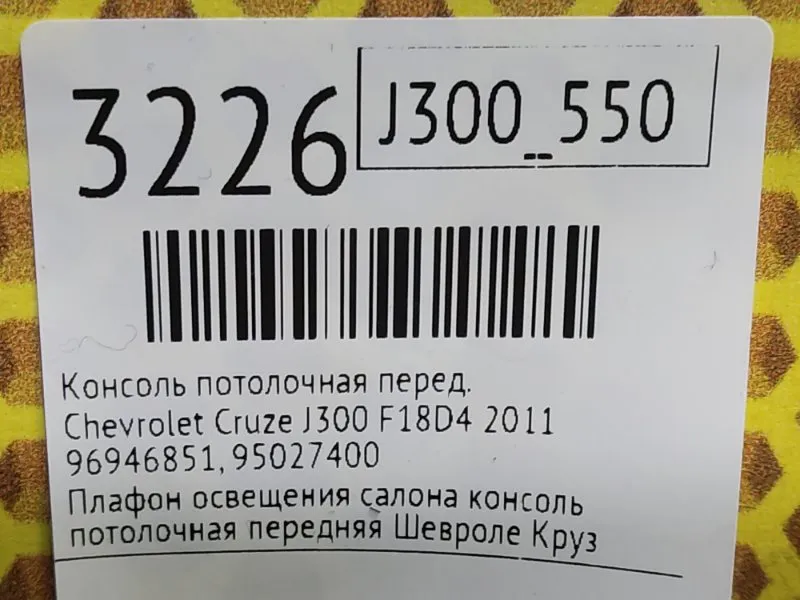 3226
J300_550
Консоль потолочная перед.
Chevrolet Cruze J300 F18D4 2011
96946851, 95027400
Плафон освещения салона консоль
потолочная передняя Шевроле Круз